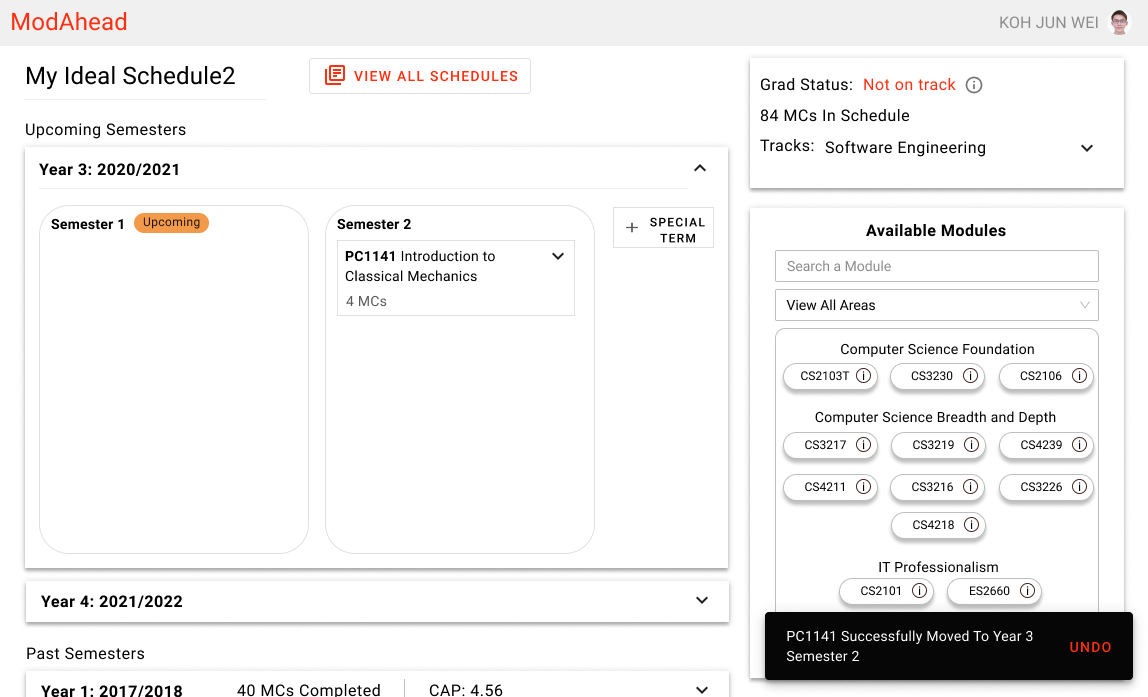 ModAhead
KOH JUN WEI
My Ideal Schedule2
VIEW ALL SCHEDULES
Upcoming Semesters
Year 3: 2020/2021
Semester 1 Upcoming
Semester 2
PC1141 Introduction to
Classical Mechanics
4 MCs
SPECIAL
TERM
Year 4: 2021/2022
Past Semesters
Year 1: 2017/2018 40 MCs Completed CAP: 4.56
Grad Status: Not on track
84 MCs In Schedule
Tracks: Software Engineering
Available Modules
Search a Module
View All Areas
Computer Science Foundation
CS2103T CS3230 CS2106
Computer Science Breadth and Depth
CS3217 CS3219 CS4239
CS4211 CS3216 CS3226
CS4218
IT Professionalism
CS2101 ES2660
PC1141 Successfully Moved To Year 3
Semester 2
UNDO